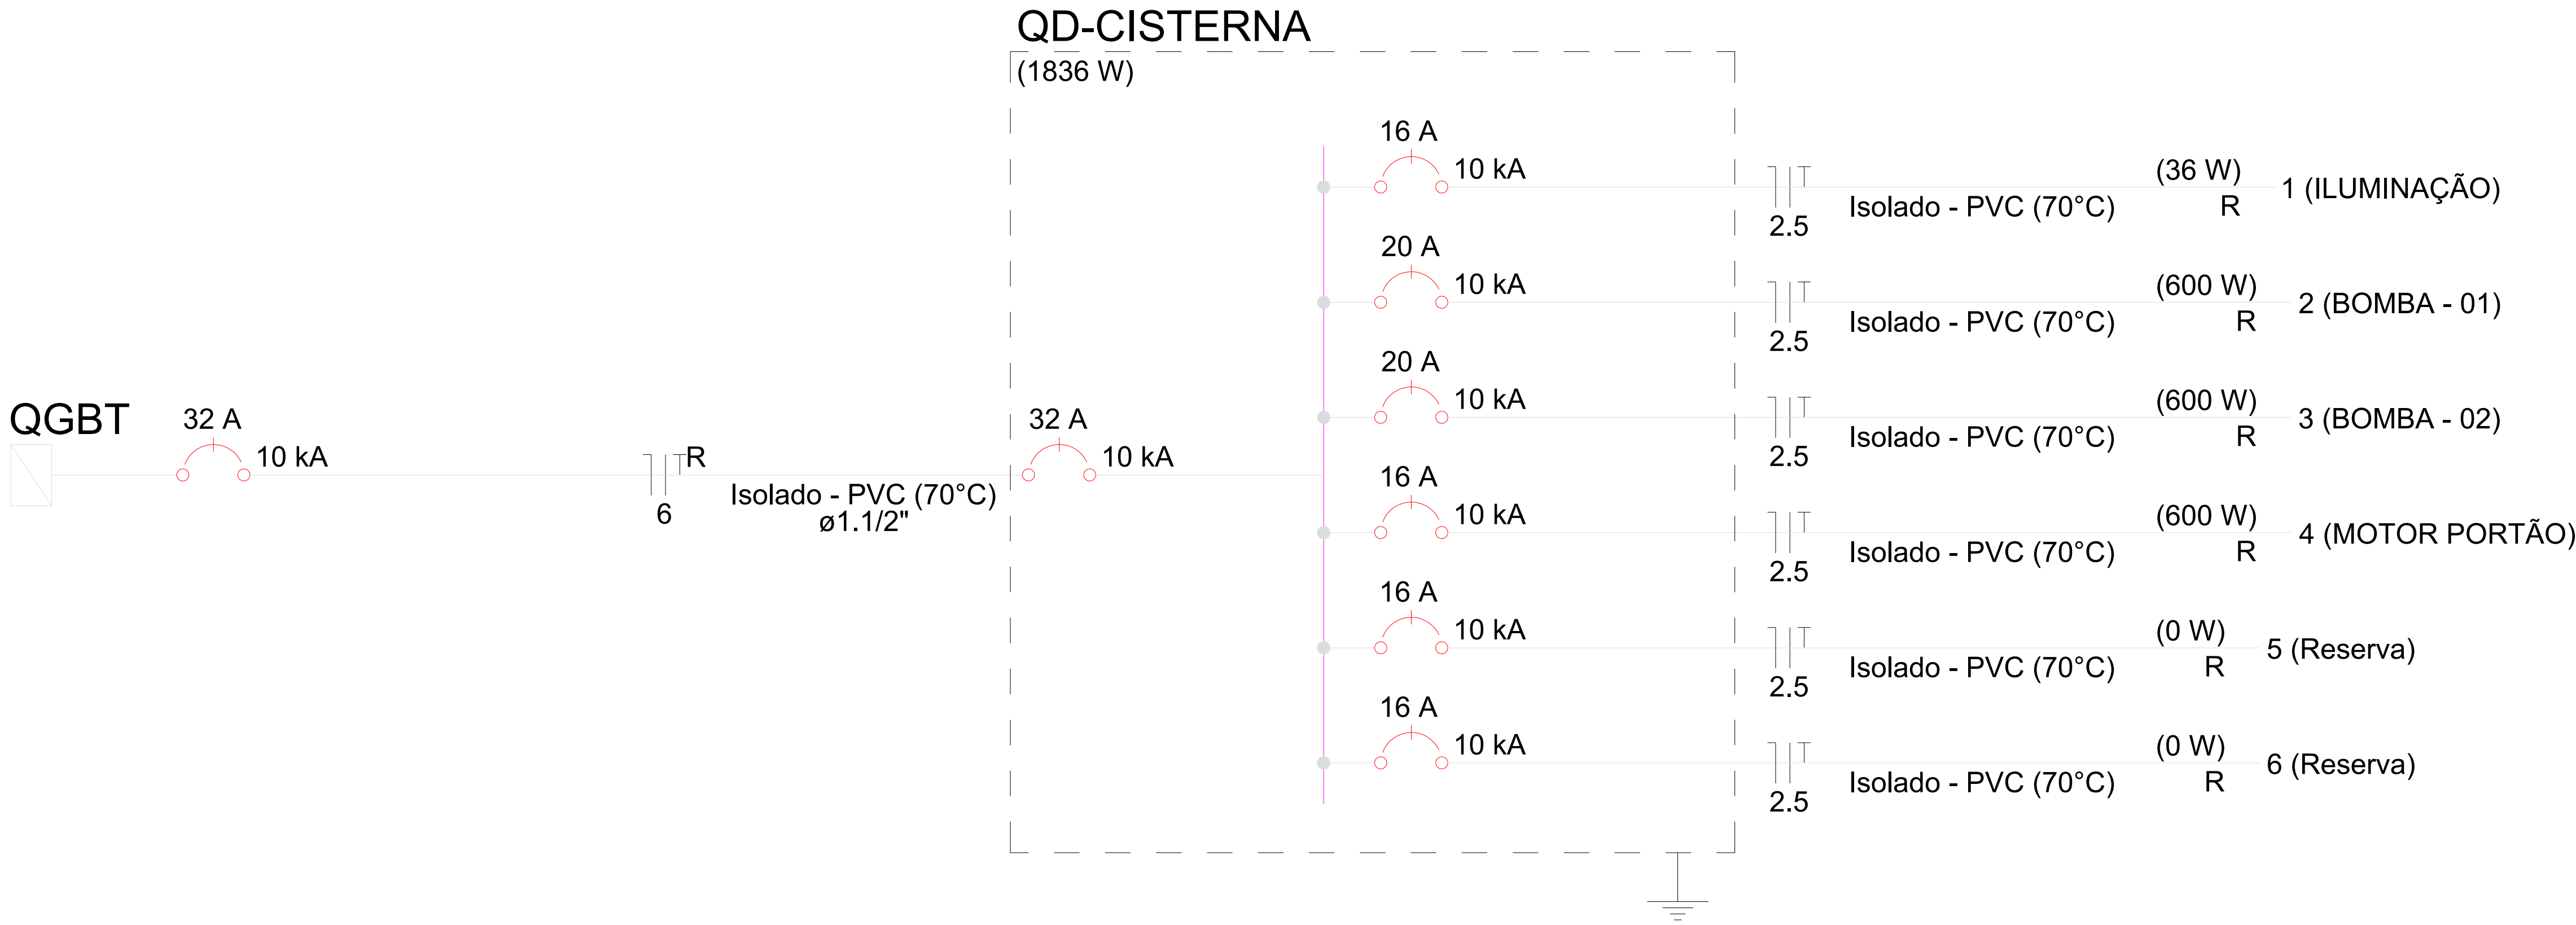 QD-CISTERNA
(1836 W)
QGBT
32 A
10 kA
R
6
Isolado - PVC (70°C)
ø1.1/2"
32 A
10 kA
16 A
10 kA
2.5
Isolado - PVC (70°C)
(36 W)
R
1 (ILUMINAÇÃO)
20 A
10 kA
2.5
Isolado - PVC (70°C)
(600 W)
R
2 (BOMBA - 01)
20 A
10 kA
2.5
Isolado - PVC (70°C)
(600 W)
R
3 (BOMBA - 02)
16 A
10 kA
2.5
Isolado - PVC (70°C)
(600 W)
R
4 (MOTOR PORTÃO)
16 A
10 kA
2.5
Isolado - PVC (70°C)
(0 W)
R
5 (Reserva)
16 A
10 kA
2.5
Isolado - PVC (70°C)
(0 W)
R
6 (Reserva)